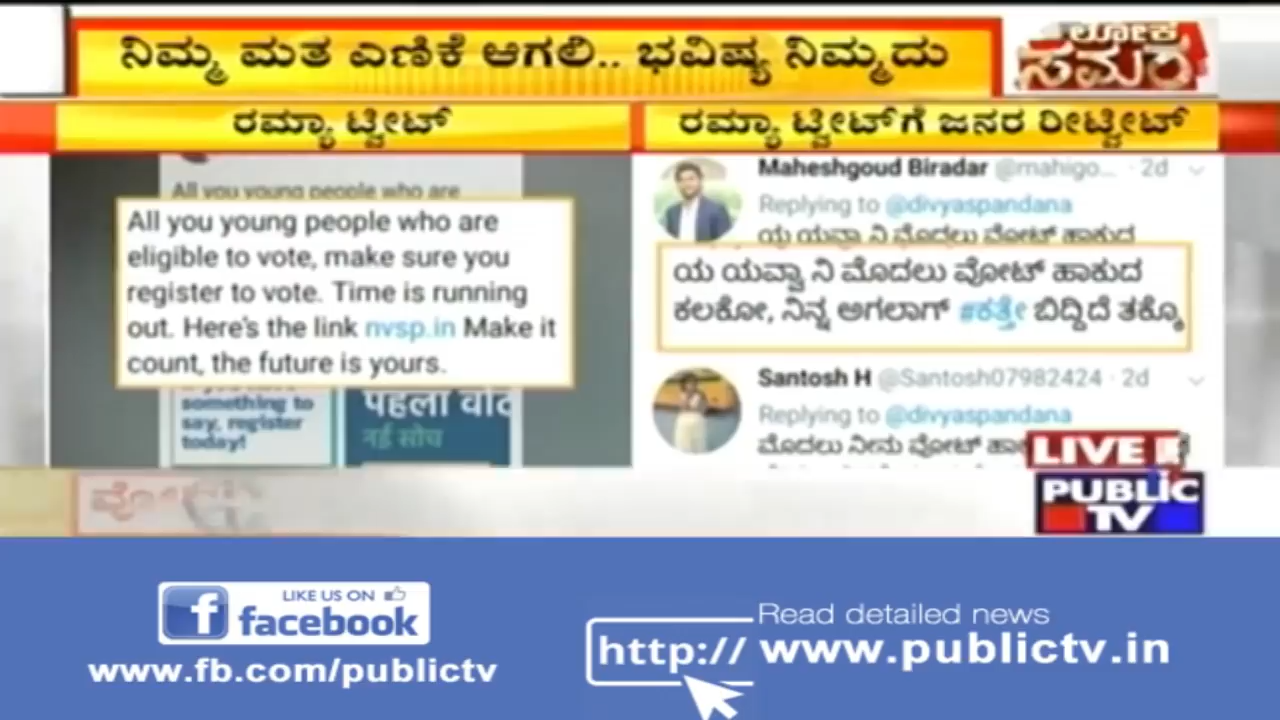 ನಿಮ್ಮ ಮತ ಎಣಿಕೆ ಆಗಲಿ.. ಭವಿಷ್ಯ ನಿಮ್ಮದು
ಲೋಕ
ಸಮರ
ರಮ್ಯಾ ಟ್ವೀಟ್
All you young people who are
All you young people who are
eligible to vote, make sure you
register to vote. Time is running
out. Here's the link nvsp.in Make it
count, the future is yours.
something to
say, register
today!
पहला वोट
नई सोच
ರಮ್ಯಾ ಟ್ವೀಟ್‌ಗೆ ಜನರ ರೀಟ್ವೀಟ್
Maheshgoud Biradar @mahigo... · 2d
Replying to @divyaspandana
ಯ ಯವ್ವಾ ನಿ ಮೊದಲು ವೋಟ್ ಹಾಕುದ
ಯ ಯವ್ವಾ ನಿ ಮೊದಲು ವೋಟ್ ಹಾಕುದ
ಕಲಕೋ, ನಿನ್ನ ಅಗಲಾಗ್ #ಕತ್ತೇ ಬಿದ್ದಿದೆ ತಕ್ಕೊ
Santosh H @Santosh07982424 · 2d
Replying to @divyaspandana
ಮೊದಲು ನೀನು ವೋಟ್
LIVE
PUBLIC
TV
LIKE US ON
facebook
www.fb.com/publictv
Read detailed news
http:// www.publictv.in